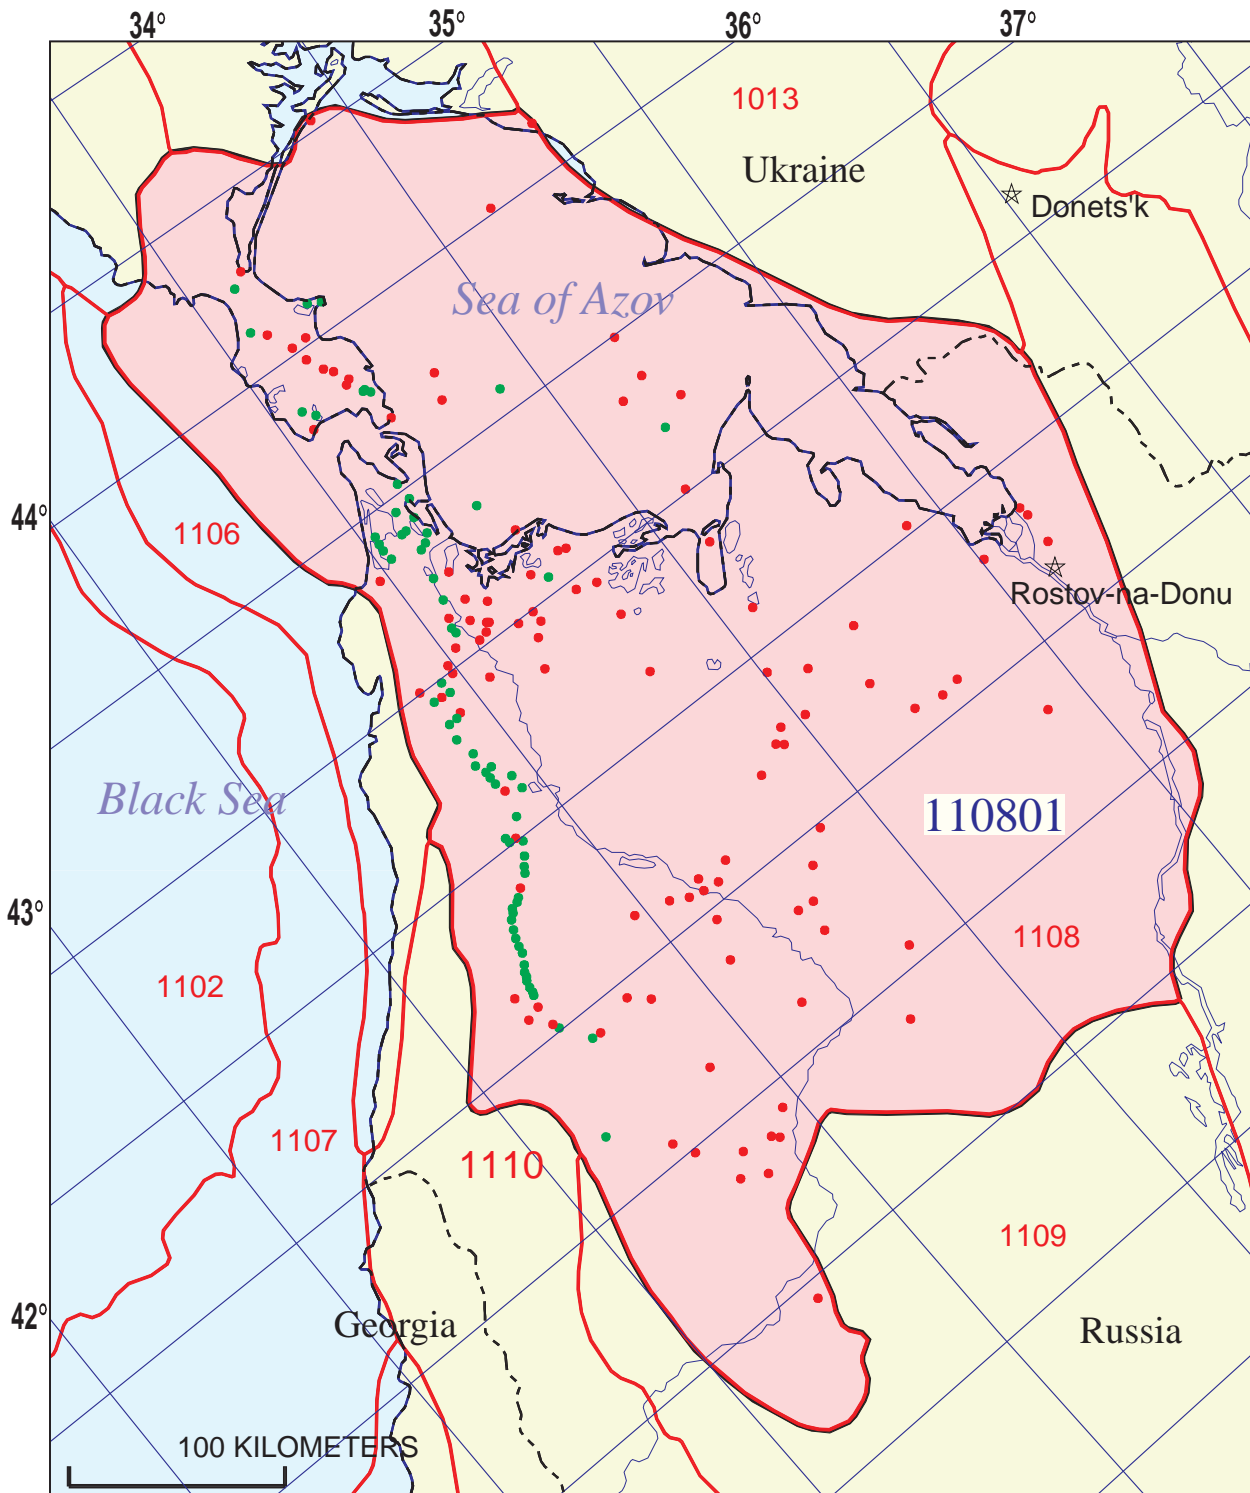 34°
35°
36°
37°
1013
Ukraine
Donets'k
Sea of Azov
44°
1106
Rostov-na-Donu
Black Sea
110801
43°
1108
1102
1107
1110
1109
42°
Georgia
Russia
100 KILOMETERS